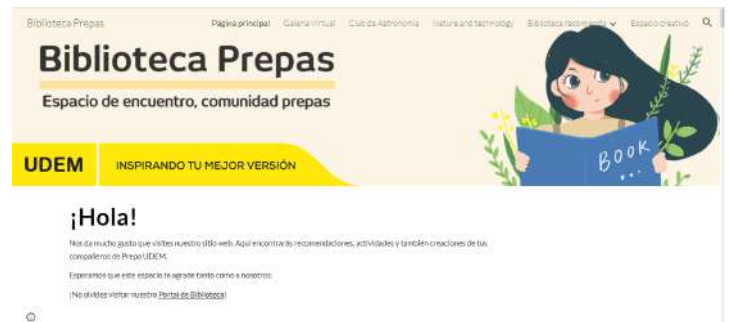 Biblioteca Prepas
Página principal Galería Virtual Club de Astronomía Nature and technology Biblioteca recomienda Espacio creativo
Biblioteca Prepas
Espacio de encuentro, comunidad prepas
BOOK
...
UDEM INSPIRANDO TU MEJOR VERSIÓN
¡Hola!
Nos da mucho gusto que visites nuestro sitio web. Aquí encontrarás recomendaciones, actividades y también creaciones de tus
compañeros de Prepa UDEM.
Esperamos que este espacio te agrade tanto como a nosotros.
¡No olvides visitar nuestro Portal de Biblioteca!